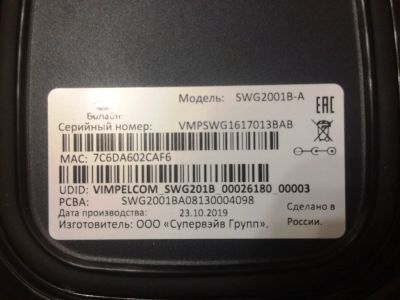 Модель: SWG2001B-A
Билайн
EAC
Серийный номер: VMPSWG1617013BAB
MAC: 7C6DA602CAF6
UDID: VIMPELCOM_SWG201B_00026180_00003
PCBA: SWG2001BA08130004098
Дата производства: 23.10.2019
Сделано в
России.
Изготовитель: ООО «Супервэйв Групп».